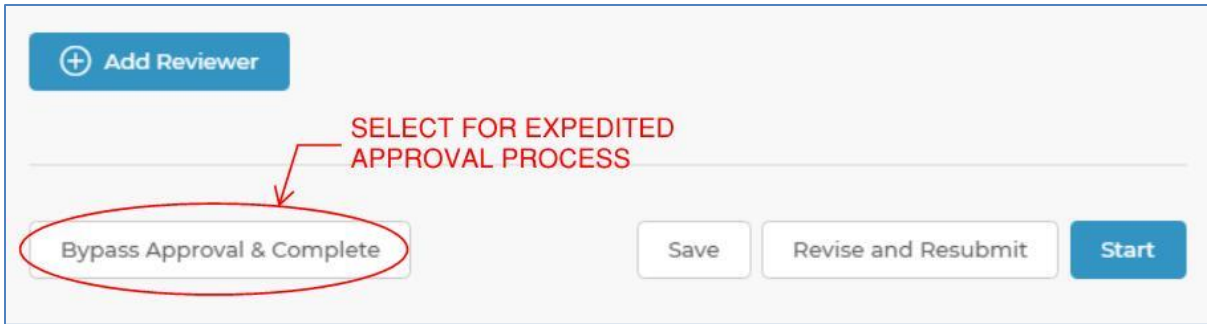 Add Reviewer
SELECT FOR EXPEDITED
APPROVAL PROCESS
Bypass Approval & Complete
Save
Revise and Resubmit
Start